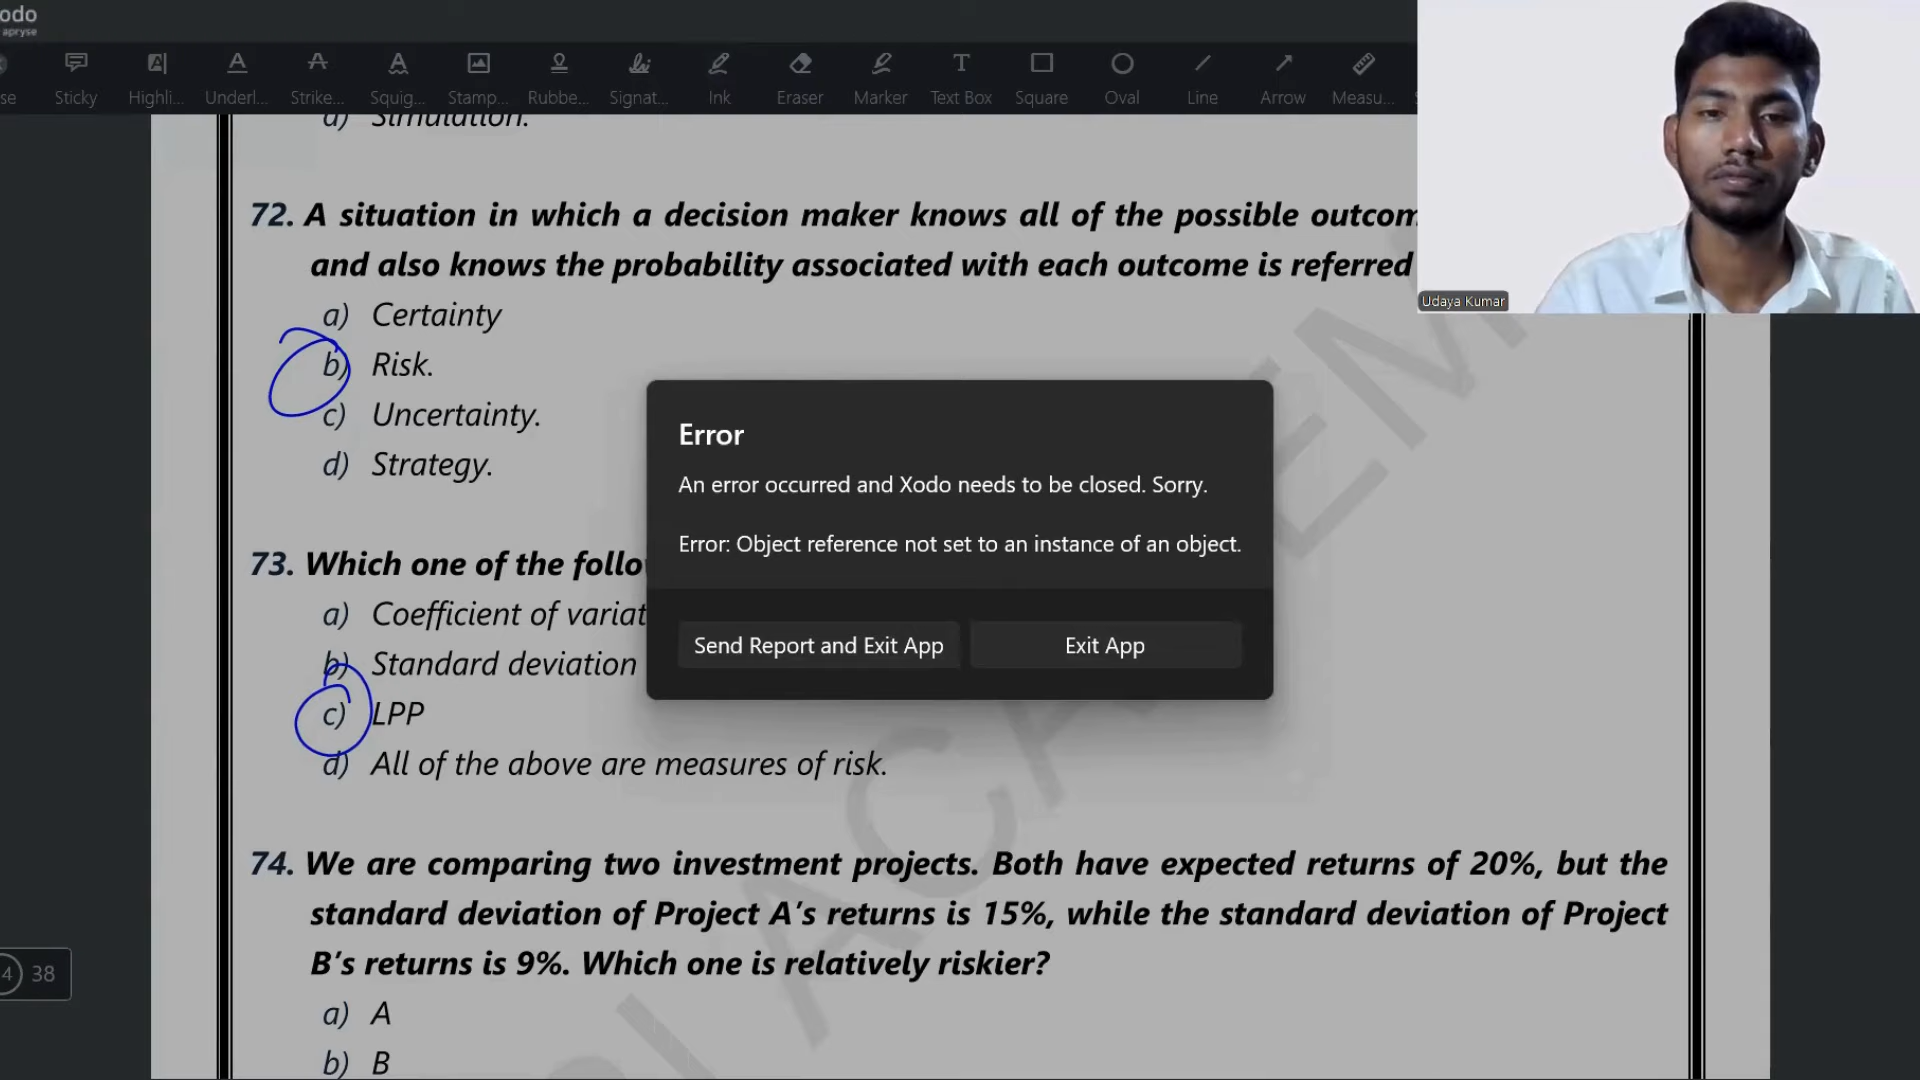 odo
apryse
se
Sticky
Highli...
Underl...
Strike...
Squig...
Stamp...
Rubbe...
Signat...
Ink
Eraser
Marker
Text Box
Square
Oval
Line
Arrow
Measu...
d) Simulation.
72. A situation in which a decision maker knows all of the possible outcom
and also knows the probability associated with each outcome is referred
a) Certainty
b) Risk.
c) Uncertainty.
d) Strategy.
Udaya Kumar
Error
An error occurred and Xodo needs to be closed. Sorry.
Error: Object reference not set to an instance of an object.
Send Report and Exit App
Exit App
73. Which one of the follo
a) Coefficient of variat
b) Standard deviation
c) LPP
d) All of the above are measures of risk.
74. We are comparing two investment projects. Both have expected returns of 20%, but the
standard deviation of Project A’s returns is 15%, while the standard deviation of Project
B’s returns is 9%. Which one is relatively riskier?
a) A
b) B
4 38